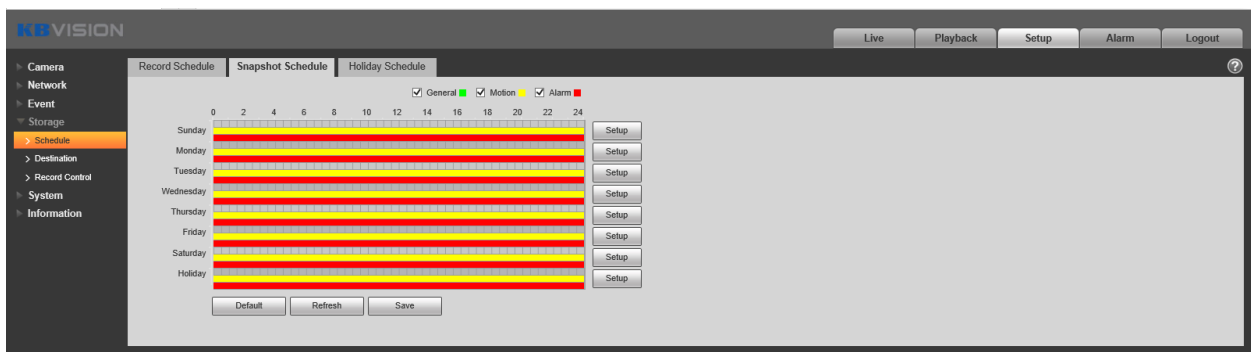 KBVISION
Live Playback Setup Alarm Logout
Camera
Network
Event
Storage
Schedule
Destination
Record Control
System
Information
Record Schedule Snapshot Schedule Holiday Schedule
?
General Motion Alarm
0 2 4 6 8 10 12 14 16 18 20 22 24
Sunday Setup
Monday Setup
Tuesday Setup
Wednesday Setup
Thursday Setup
Friday Setup
Saturday Setup
Holiday Setup
Default Refresh Save